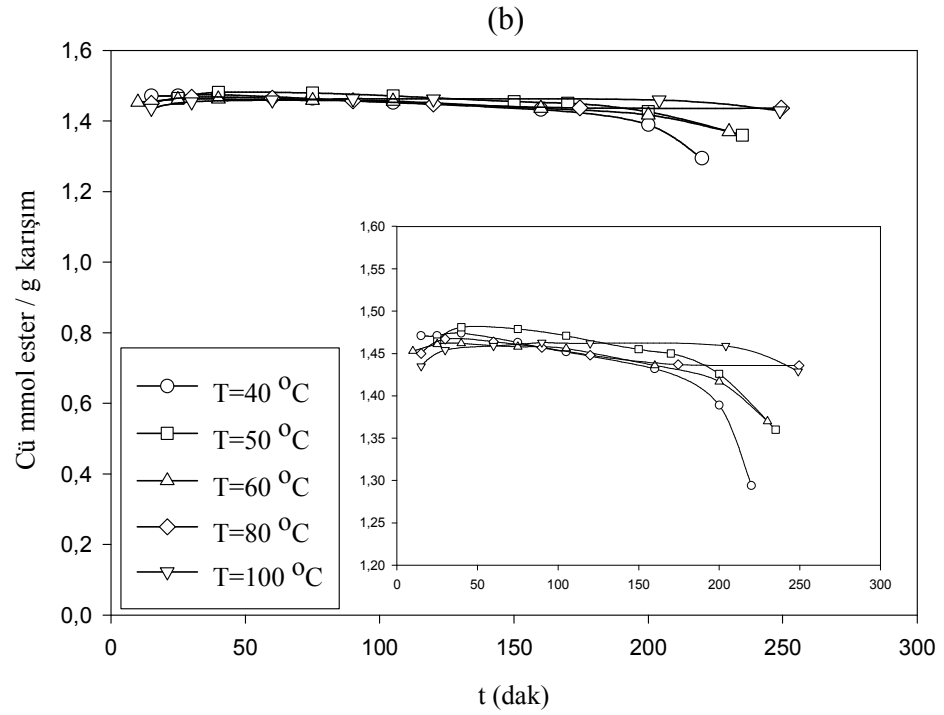 (b)
1,6
1,4
1,2
1,0
0,8
0,6
0,4
0,2
0,0
Cü mmol ester / g karışım
1,60
1,55
1,50
1,45
1,40
1,35
1,30
1,25
1,20
0 50 100 150 200 250 300
T=40 °C
T=50 °C
T=60 °C
T=80 °C
T=100 °C
0 50 100 150 200 250 300
t (dak)